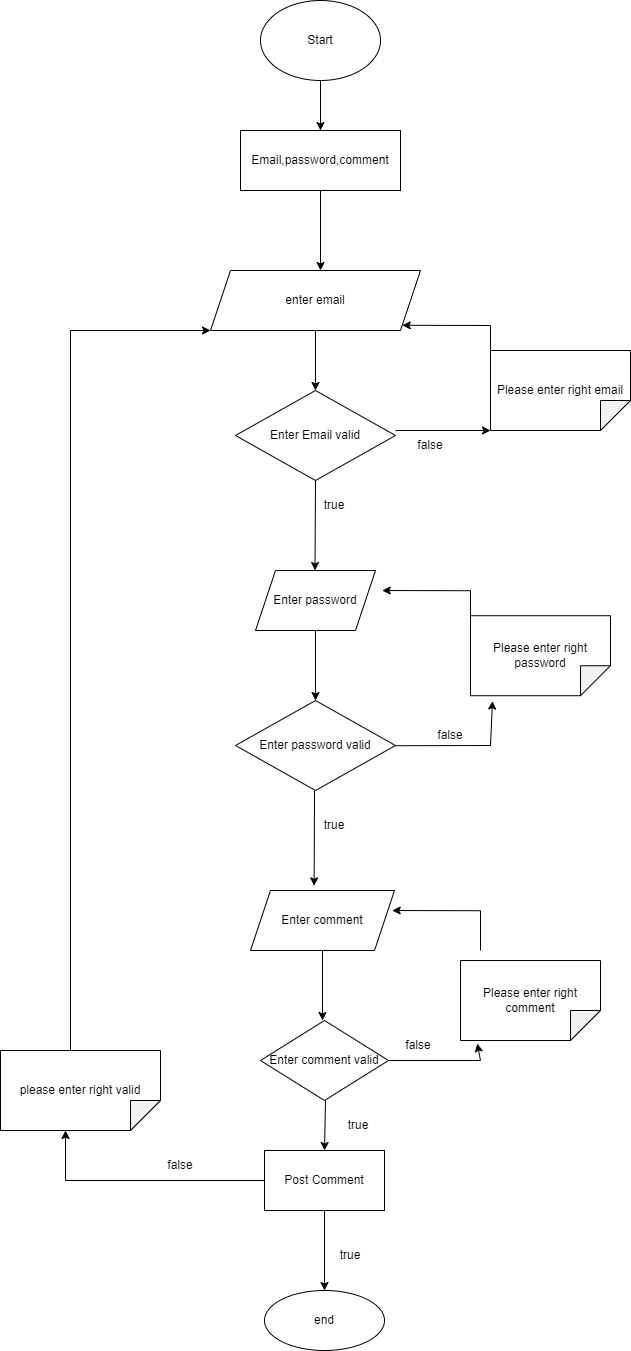 Start
Email,password,comment
enter email
Please enter right email
Enter Email valid
false
true
Enter password
Please enter right
password
false
Enter password valid
true
Enter comment
Please enter right
comment
false
Enter comment valid
please enter right valid
true
false
Post Comment
true
end